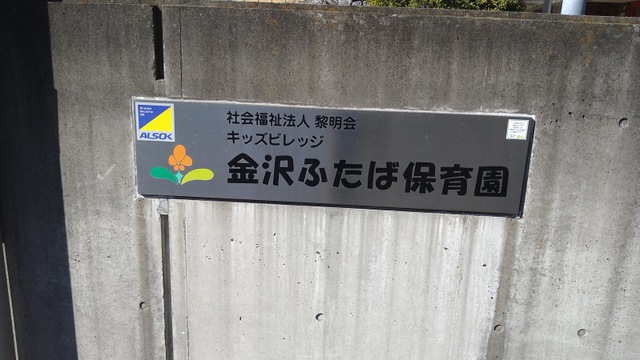 社会福祉法人 黎明会
キッズビレッジ
金沢ふたば保育園
ALSOK